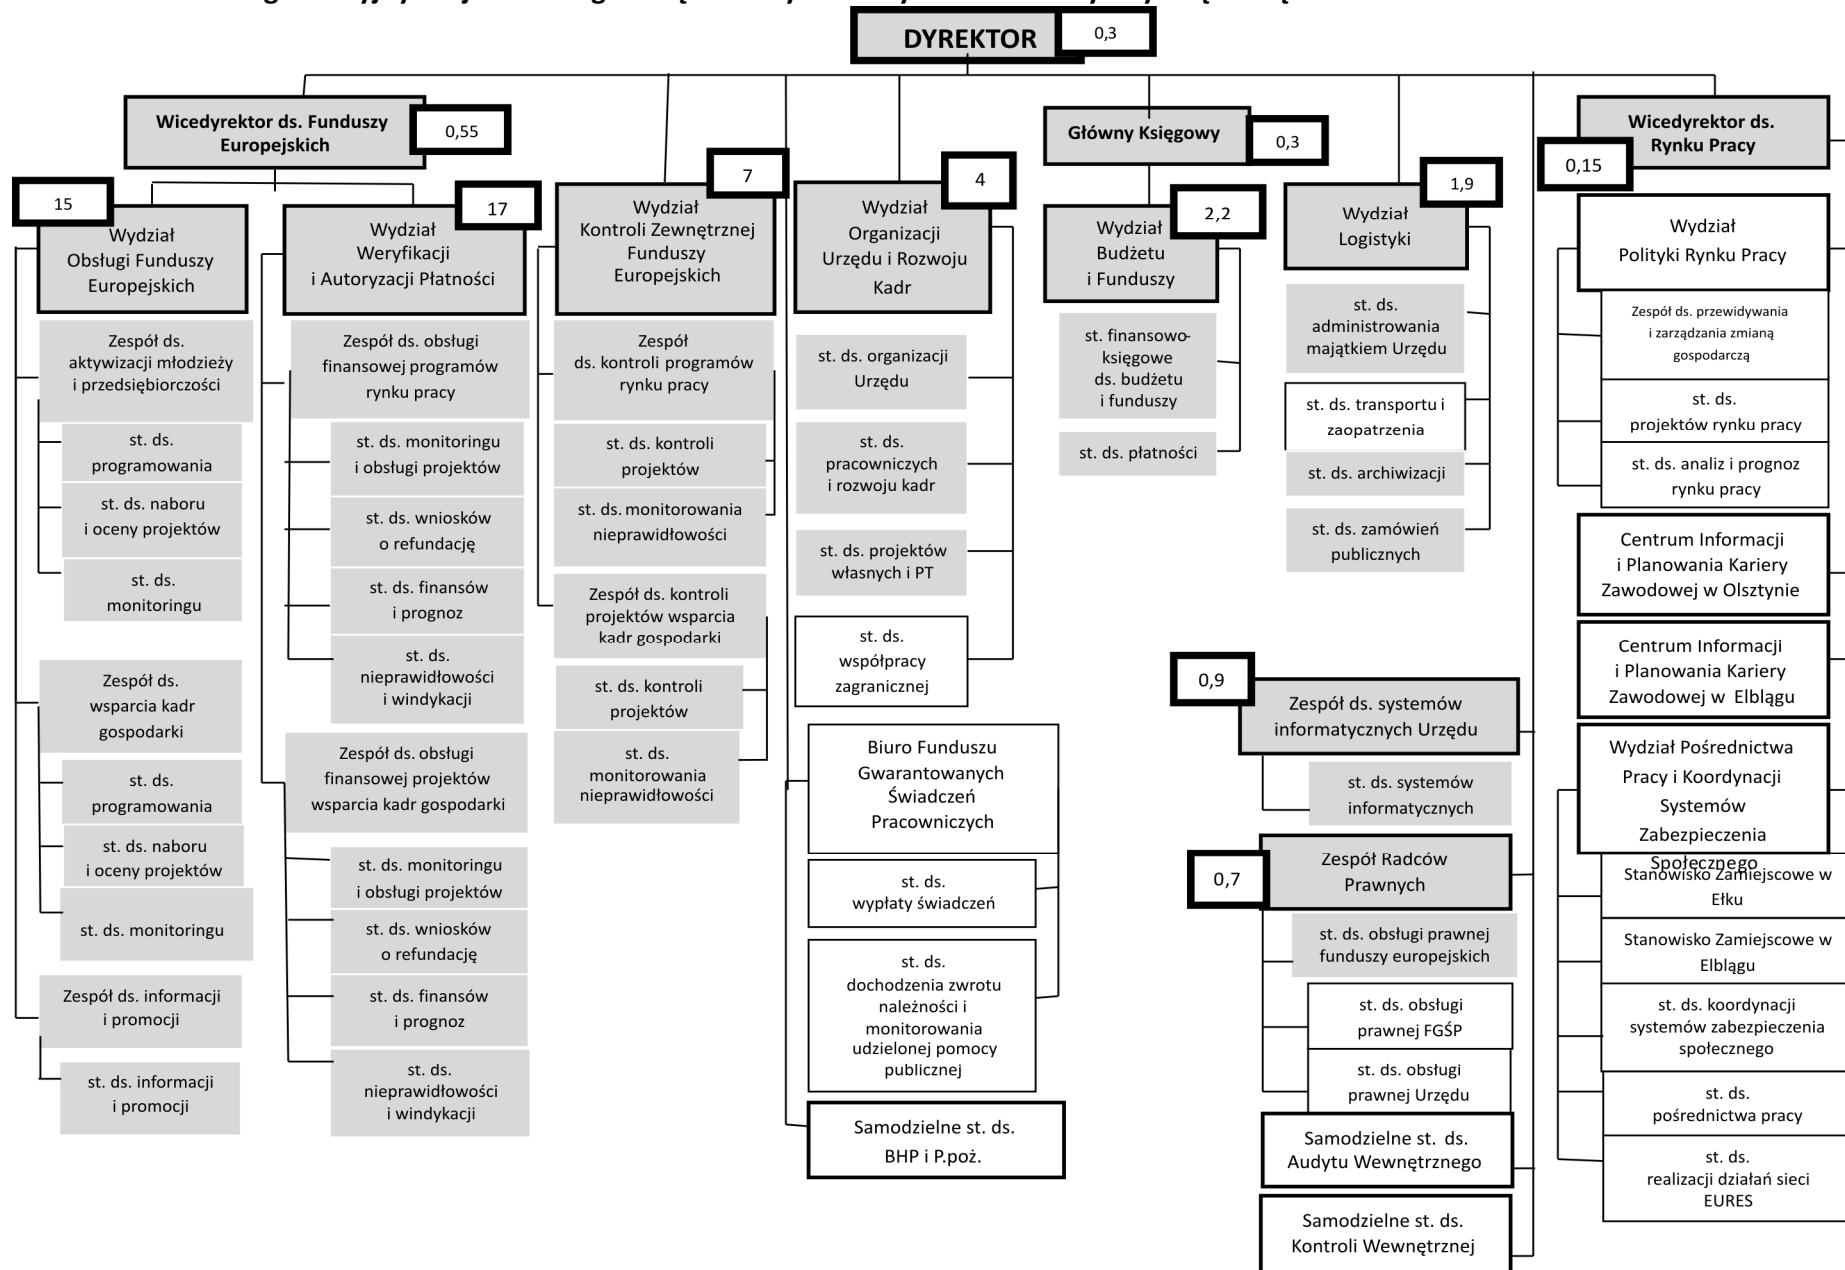 DYREKTOR
0,3
Wicedyrektor ds. Funduszy
Europejskich
0,55
15
Wydział
Obsługi Funduszy
Europejskich
Zespół ds.
aktywizacji młodzieży
i przedsiębiorczości
st. ds.
programowania
st. ds. naboru
i oceny projektów
st. ds.
monitoringu
Zespół ds.
wsparcia kadr
gospodarki
st. ds.
programowania
st. ds. naboru
i oceny projektów
st. ds. monitoringu
Zespół ds. informacji
i promocji
st. ds. informacji
i promocji
17
Wydział
Weryfikacji
i Autoryzacji Płatności
Zespół ds. obsługi
finansowej programów
rynku pracy
st. ds. monitoringu
i obsługi projektów
st. ds. wniosków
o refundację
st. ds. finansów
i prognoz
st. ds.
nieprawidłowości
i windykacji
Zespół ds. obsługi
finansowej projektów
wsparcia kadr gospodarki
st. ds. monitoringu
i obsługi projektów
st. ds. wniosków
o refundację
st. ds. finansów
i prognoz
st. ds.
nieprawidłowości
i windykacji
7
Wydział
Kontroli Zewnętrznej
Funduszy
Europejskich
Zespół
ds. kontroli programów
rynku pracy
st. ds. kontroli
projektów
st. ds. monitorowania
nieprawidłowości
Zespół ds. kontroli
projektów wsparcia
kadr gospodarki
st. ds. kontroli
projektów
st. ds.
monitorowania
nieprawidłowości
4
Wydział
Organizacji
Urzędu i Rozwoju
Kadr
st. ds. organizacji
Urzędu
st. ds.
pracowniczych
i rozwoju kadr
st. ds. projektów
własnych i PT
st. ds.
współpracy
zagranicznej
Biuro Funduszu
Gwarantowanych
Świadczeń
Pracowniczych
st. ds.
wypłaty świadczeń
st. ds.
dochodzenia zwrotu
należności i
monitorowania
udzielonej pomocy
publicznej
Samodzielne st. ds.
BHP i P.poż.
Główny Księgowy
0,3
2,2
Wydział
Budżetu
i Funduszy
st. finansowo-
księgowe
ds. budżetu
i funduszy
st. ds. płatności
1,9
Wydział
Logistyki
st. ds.
administrowania
majątkiem Urzędu
st. ds. transportu i
zaopatrzenia
st. ds. archiwizacji
st. ds. zamówień
publicznych
0,9
Zespół ds. systemów
informatycznych Urzędu
st. ds. systemów
informatycznych
0,7
Zespół Radców
Prawnych
st. ds. obsługi prawnej
funduszy europejskich
st. ds. obsługi
prawnej FGŚP
st. ds. obsługi
prawnej Urzędu
Samodzielne st. ds.
Audytu Wewnętrznego
Samodzielne st. ds.
Kontroli Wewnętrznej
Wicedyrektor ds.
Rynku Pracy
0,15
Wydział
Polityki Rynku Pracy
Zespół ds. przewidywania
i zarządzania zmianą
gospodarczą
st. ds.
projektów rynku pracy
st. ds. analiz i prognoz
rynku pracy
Centrum Informacji
i Planowania Kariery
Zawodowej w Olsztynie
Centrum Informacji
i Planowania Kariery
Zawodowej w Elblągu
Wydział Pośrednictwa
Pracy i Koordynacji
Systemów
Zabezpieczenia
Społecznego
Stanowisko Zamiejscowe w
Ełku
Stanowisko Zamiejscowe w
Elblągu
st. ds. koordynacji
systemów zabezpieczenia
społecznego
st. ds.
pośrednictwa pracy
st. ds.
realizacji działań sieci
EURES